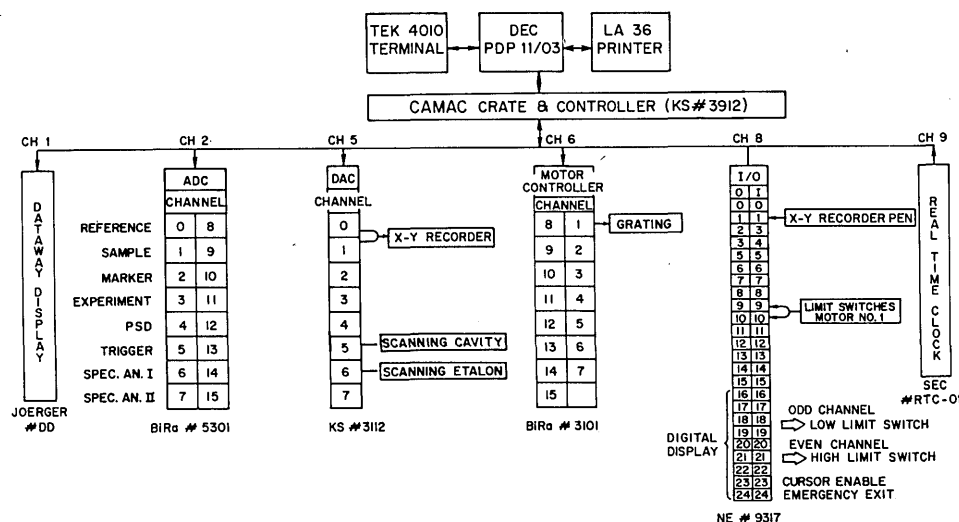 TEK 4010 TERMINAL
DEC PDP 11/03
LA 36 PRINTER
CAMAC CRATE & CONTROLLER (KS#3912)
CH 1
CH 2
CH 5
CH 6
CH 8
CH 9
DATAWAY DISPLAY
JOERGER #DD
ADC
CHANNEL
REFERENCE 0 8
SAMPLE 1 9
MARKER 2 10
EXPERIMENT 3 11
PSD 4 12
TRIGGER 5 13
SPEC. AN. I 6 14
SPEC. AN. II 7 15
BiRa # 5301
DAC
CHANNEL
0
1
2
3
4
5
6
7
X-Y RECORDER
SCANNING CAVITY
SCANNING ETALON
KS #3112
MOTOR CONTROLLER
CHANNEL
8 1
9 2
10 3
11 4
12 5
13 6
14 7
15
GRATING
BiRa # 3101
I/O
O I
0 0
1 1
2 3
3 4
5 5
6 6
7 7
8 8
9 9
10 10
11 11
12 12
13 13
14 14
15 15
16 16
17 17
18 18
19 19
20 20
21 21
22 22
23 23
24 24
X-Y RECORDER PEN
LIMIT SWITCHES MOTOR NO. 1
DIGITAL DISPLAY
ODD CHANNEL
LOW LIMIT SWITCH
EVEN CHANNEL
HIGH LIMIT SWITCH
CURSOR ENABLE
EMERGENCY EXIT
NE # 9317
REAL TIME CLOCK
SEC
#RTC-0